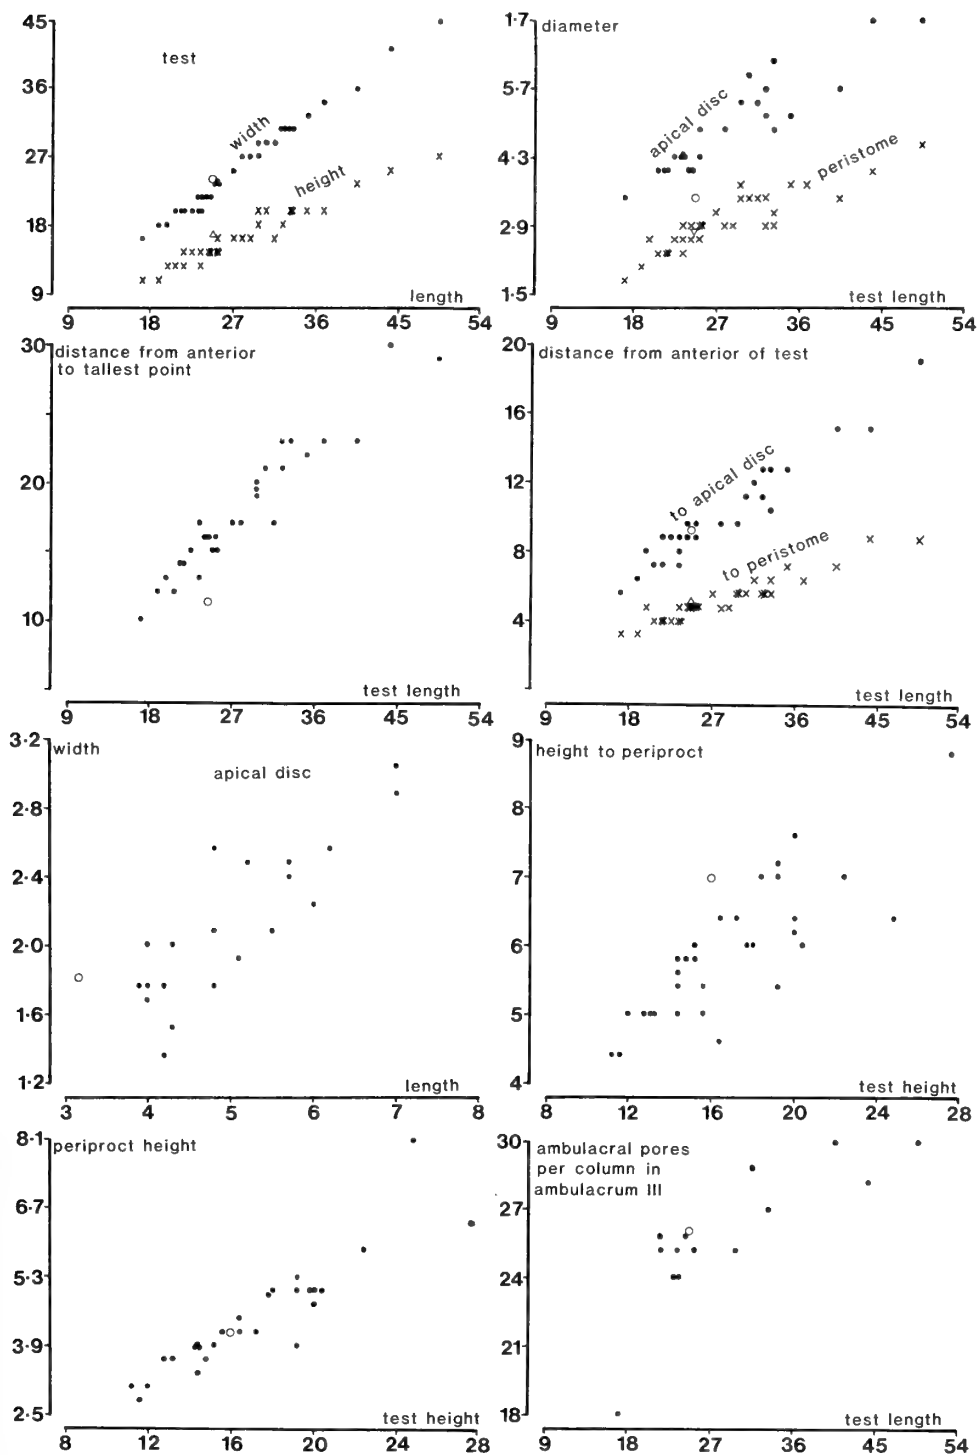 45
36
27
18
9
test
width
height
length
9 18 27 36 45 54
1·7
5·7
4·3
2·9
1·5
diameter
apical disc
peristome
test length
9 18 27 36 45 54
30
20
10
distance from anterior
to tallest point
test length
9 18 27 36 45 54
20
16
12
8
4
distance from anterior of test
to apical disc
to peristome
test length
9 18 27 36 45 54
3·2
2·8
2·4
2·0
1·6
1·2
width
apical disc
length
3 4 5 6 7 8
9
8
7
6
5
4
height to periproct
test height
8 12 16 20 24 28
8·1
6·7
5·3
3·9
2·5
periproct height
test height
8 12 16 20 24 28
30
27
24
21
18
ambulacral pores
per column in
ambulacrum III
test length
9 18 27 36 45 54